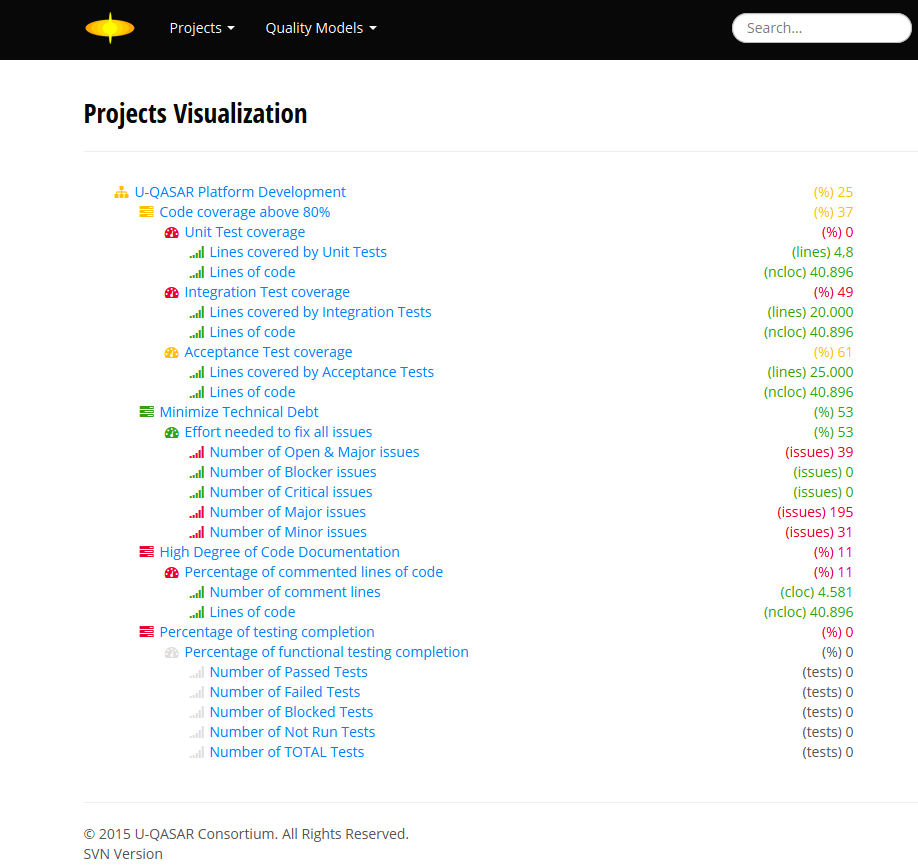 Projects Quality Models Search...
Projects Visualization
U-QASAR Platform Development (%) 25
Code coverage above 80% (%) 37
Unit Test coverage (%) 0
Lines covered by Unit Tests (lines) 4,8
Lines of code (ncloc) 40.896
Integration Test coverage (%) 49
Lines covered by Integration Tests (lines) 20.000
Lines of code (ncloc) 40.896
Acceptance Test coverage (%) 61
Lines covered by Acceptance Tests (lines) 25.000
Lines of code (ncloc) 40.896
Minimize Technical Debt (%) 53
Effort needed to fix all issues (%) 53
Number of Open & Major issues (issues) 39
Number of Blocker issues (issues) 0
Number of Critical issues (issues) 0
Number of Major issues (issues) 195
Number of Minor issues (issues) 31
High Degree of Code Documentation (%) 11
Percentage of commented lines of code (%) 11
Number of comment lines (cloc) 4.581
Lines of code (ncloc) 40.896
Percentage of testing completion (%) 0
Percentage of functional testing completion (%) 0
Number of Passed Tests (tests) 0
Number of Failed Tests (tests) 0
Number of Blocked Tests (tests) 0
Number of Not Run Tests (tests) 0
Number of TOTAL Tests (tests) 0
© 2015 U-QASAR Consortium. All Rights Reserved.
SVN Version